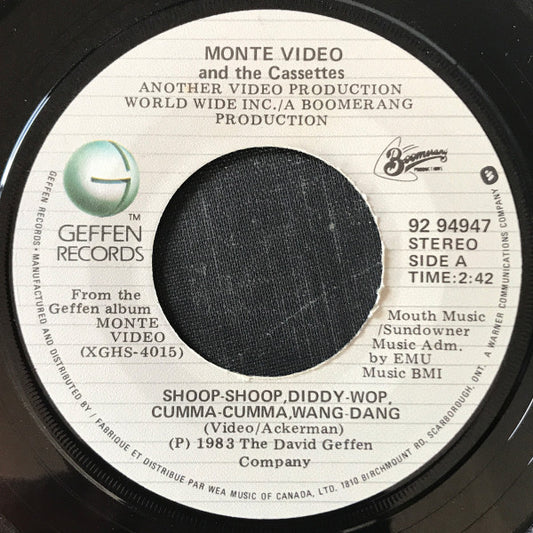 MONTE VIDEO
and the Cassettes
ANOTHER VIDEO PRODUCTION
WORLD WIDE INC./A BOOMERANG
PRODUCTION
G
TM
GEFFEN
RECORDS
Boomerang
PRODUCTIONS
92 94947
STEREO
SIDE A
TIME:2:42
From the
Geffen album
MONTE
VIDEO
(XGHS-4015)
Mouth Music
/Sundowner
Music Adm.
by EMU
Music BMI
SHOOP-SHOOP,DIDDY-WOP,
CUMMA-CUMMA,WANG-DANG
(Video/Ackerman)
(P) 1983 The David Geffen
Company
GEFFEN RECORDS • MANUFACTURED AND DISTRIBUTED BY / FABRIQUE ET DISTRIBUE PAR WEA MUSIC OF CANADA, LTD. 1810 BIRCHMOUNT RD. SCARBOROUGH, ONT. A WARNER COMMUNICATIONS COMPANY